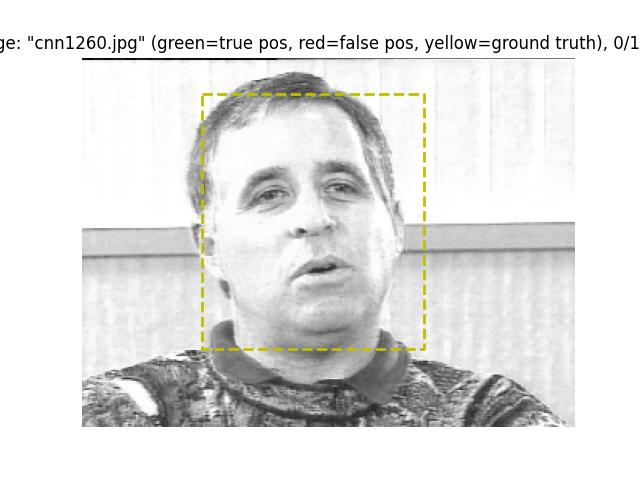 ge: "cnn1260.jpg" (green=true pos, red=false pos, yellow=ground truth), 0/1